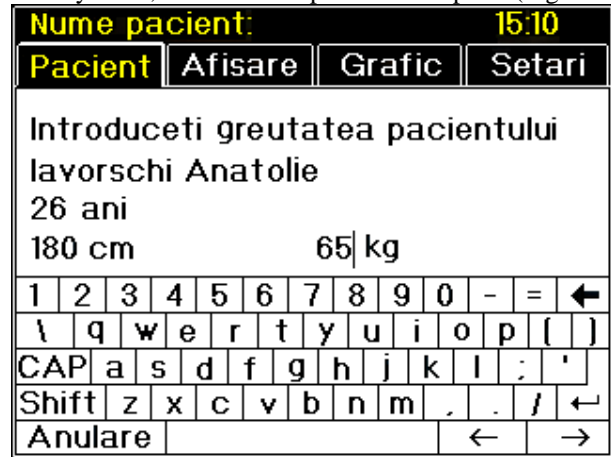 Nume pacient: 15:10
Pacient Afisare Grafic Setari
Introduceti greutatea pacientului
Iavorschi Anatolie
26 ani
180 cm 65 kg
1 2 3 4 5 6 7 8 9 0 - = ←
\ q w e r t y u i o p [ ]
CAP a s d f g h j k l ; '
Shift z x c v b n m , . / ↵
Anulare ← →